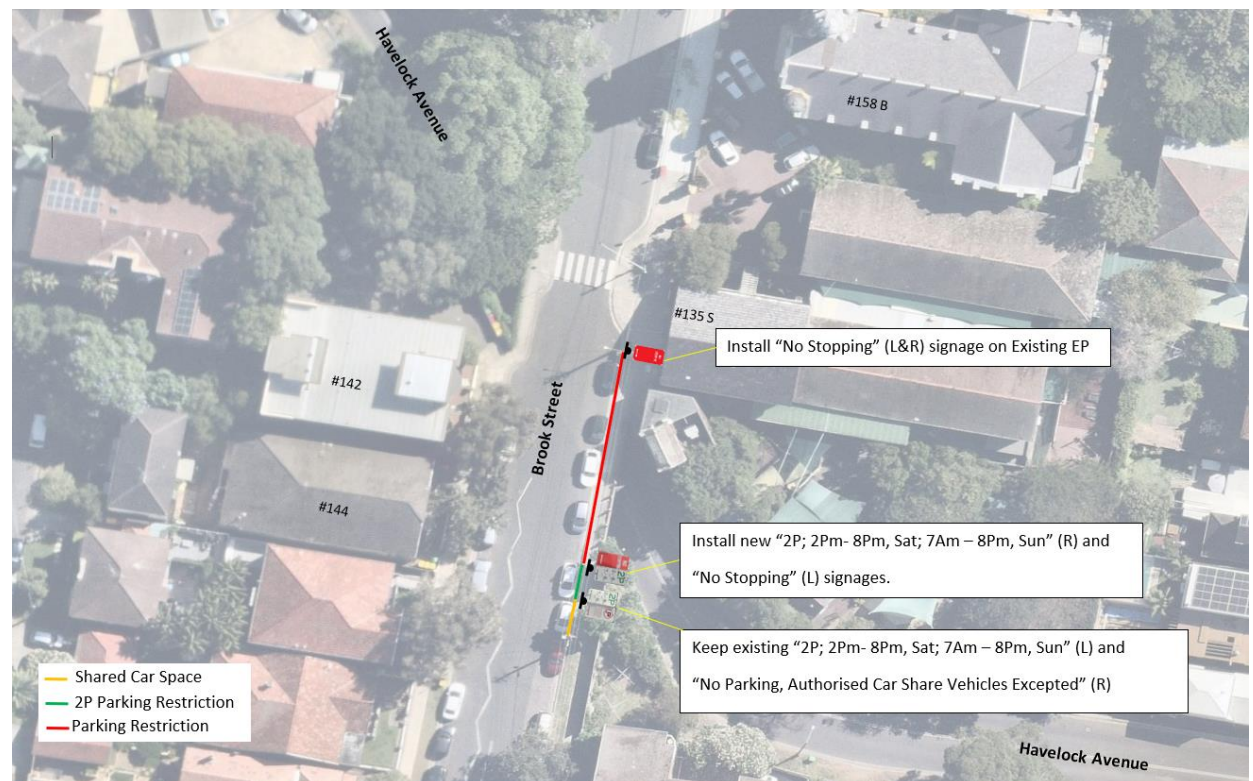 Havelock Avenue
#158 B
#135 S
Install “No Stopping” (L&R) signage on Existing EP
#142
Brook Street
#144
Install new “2P; 2Pm- 8Pm, Sat; 7Am – 8Pm, Sun” (R) and
“No Stopping” (L) signages.
2P
2P
Keep existing “2P; 2Pm- 8Pm, Sat; 7Am – 8Pm, Sun” (L) and
“No Parking, Authorised Car Share Vehicles Excepted” (R)
Shared Car Space
2P Parking Restriction
Parking Restriction
Havelock Avenue